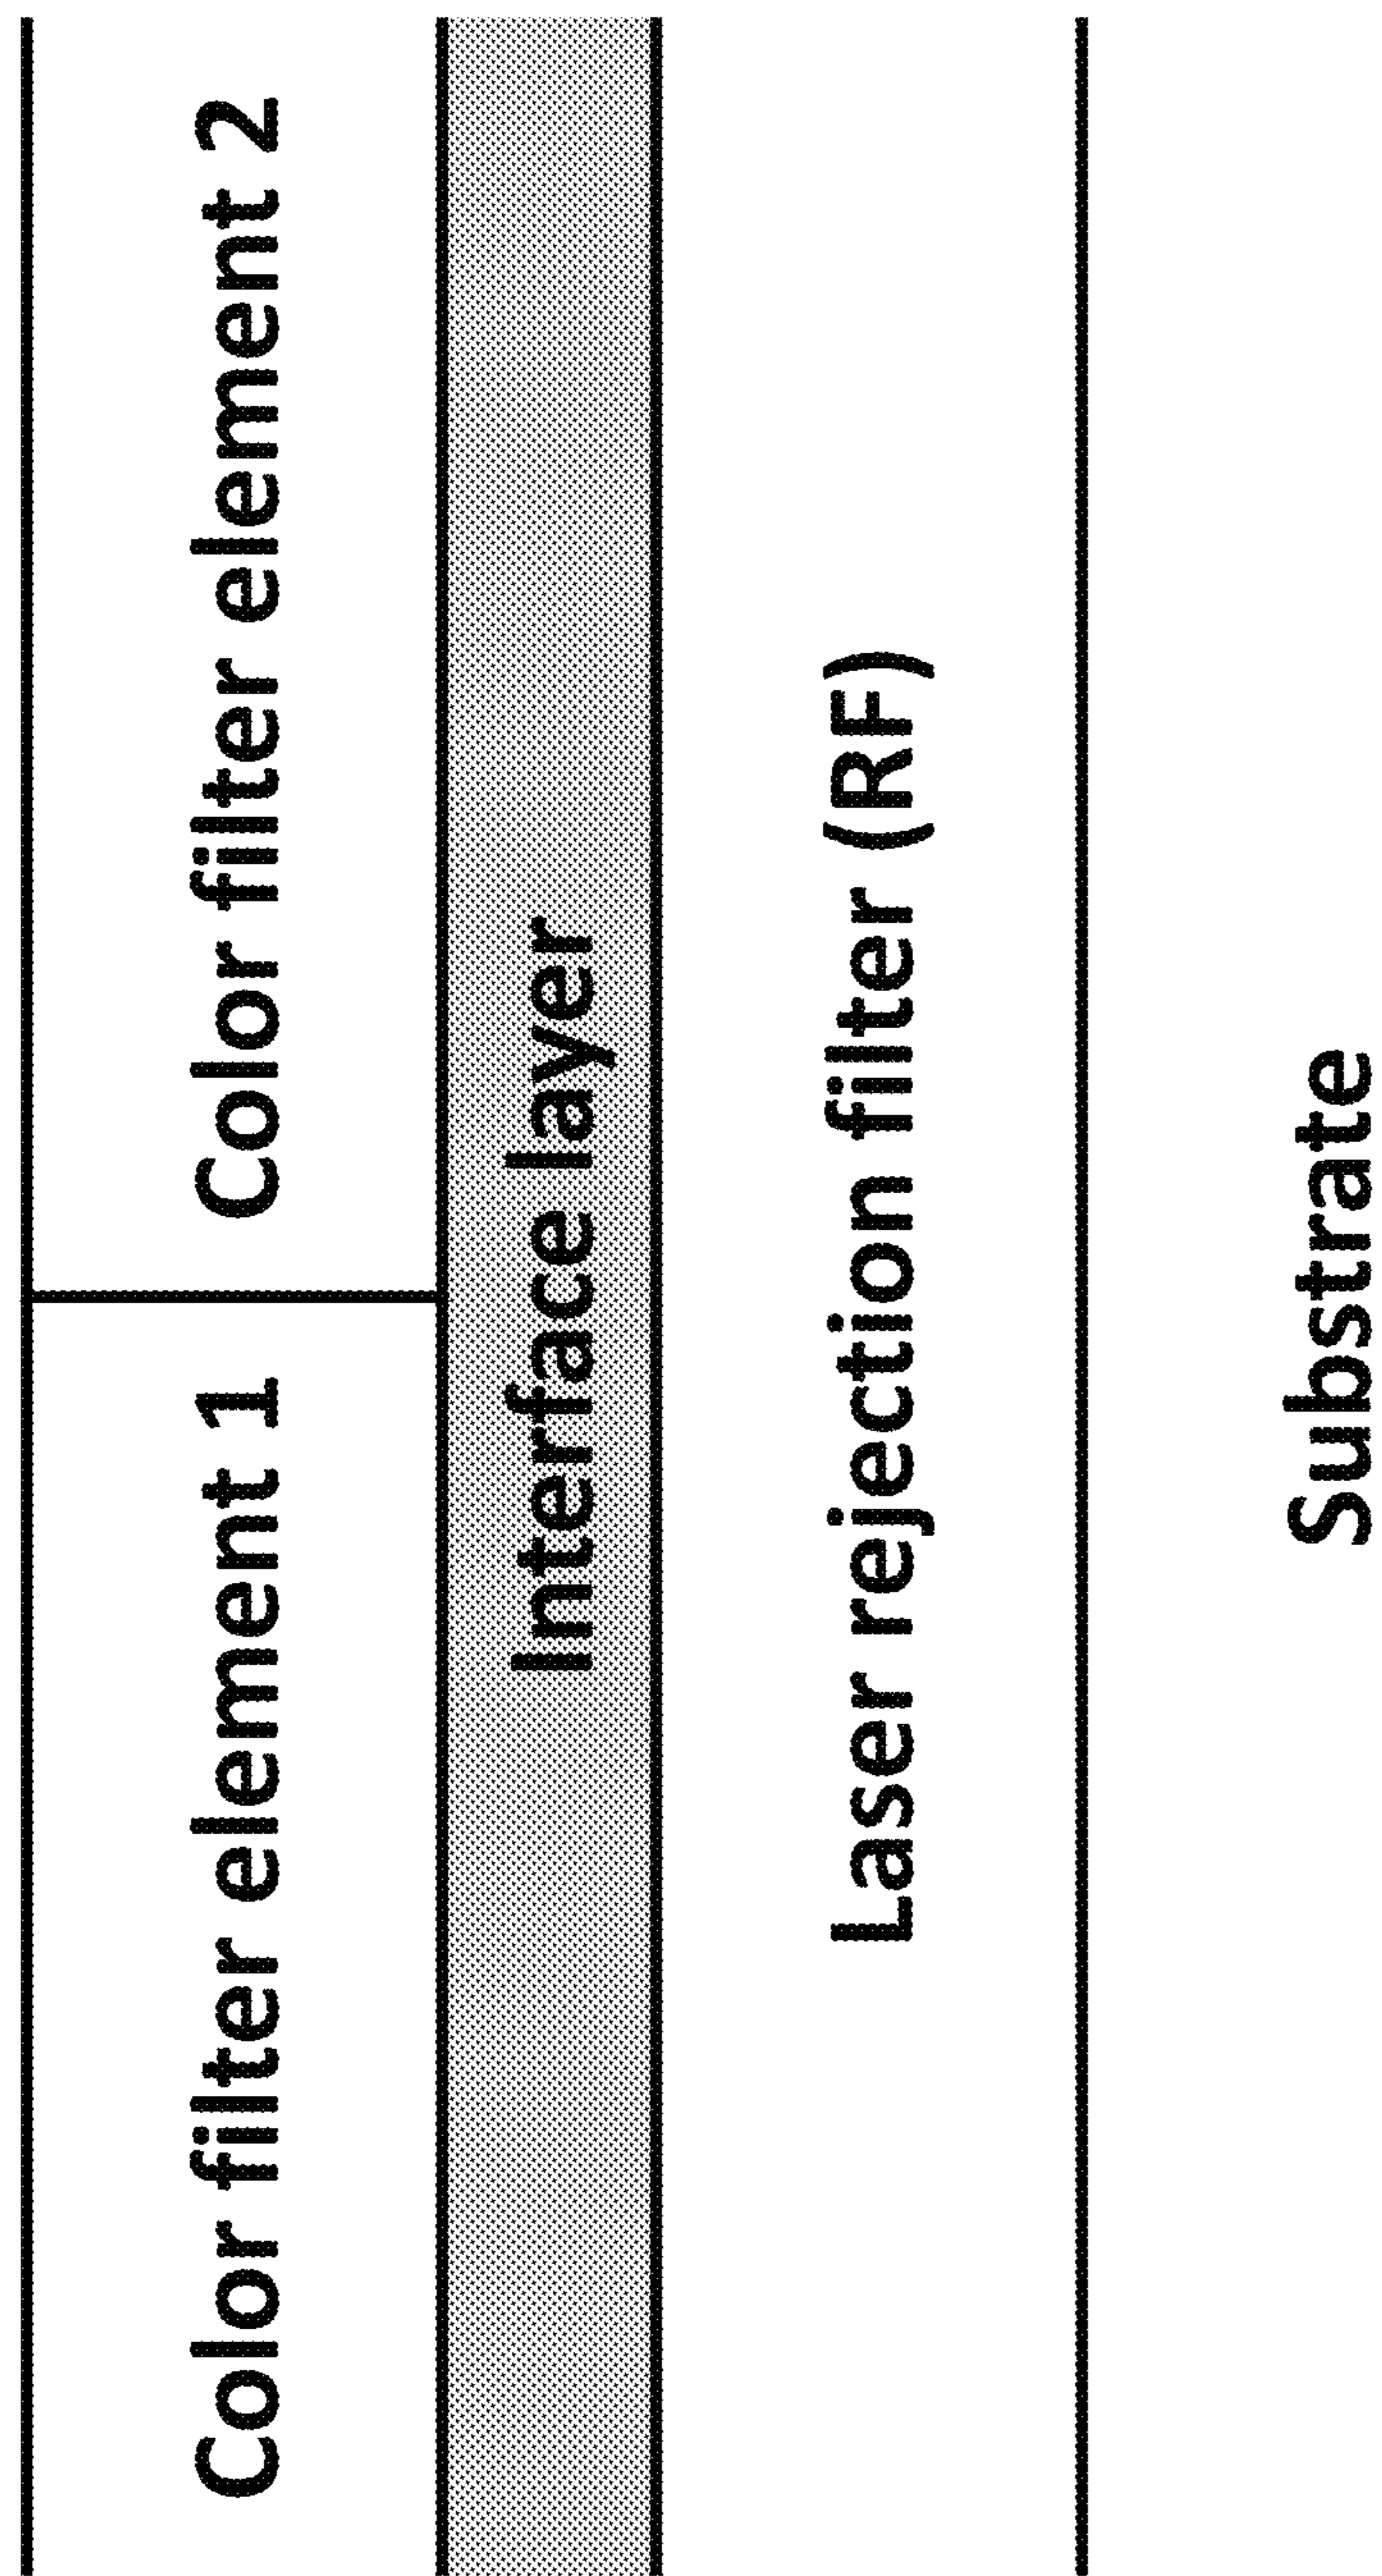 Color filter element 1
Color filter element 2
Interface layer
Laser rejection filter (RF)
Substrate